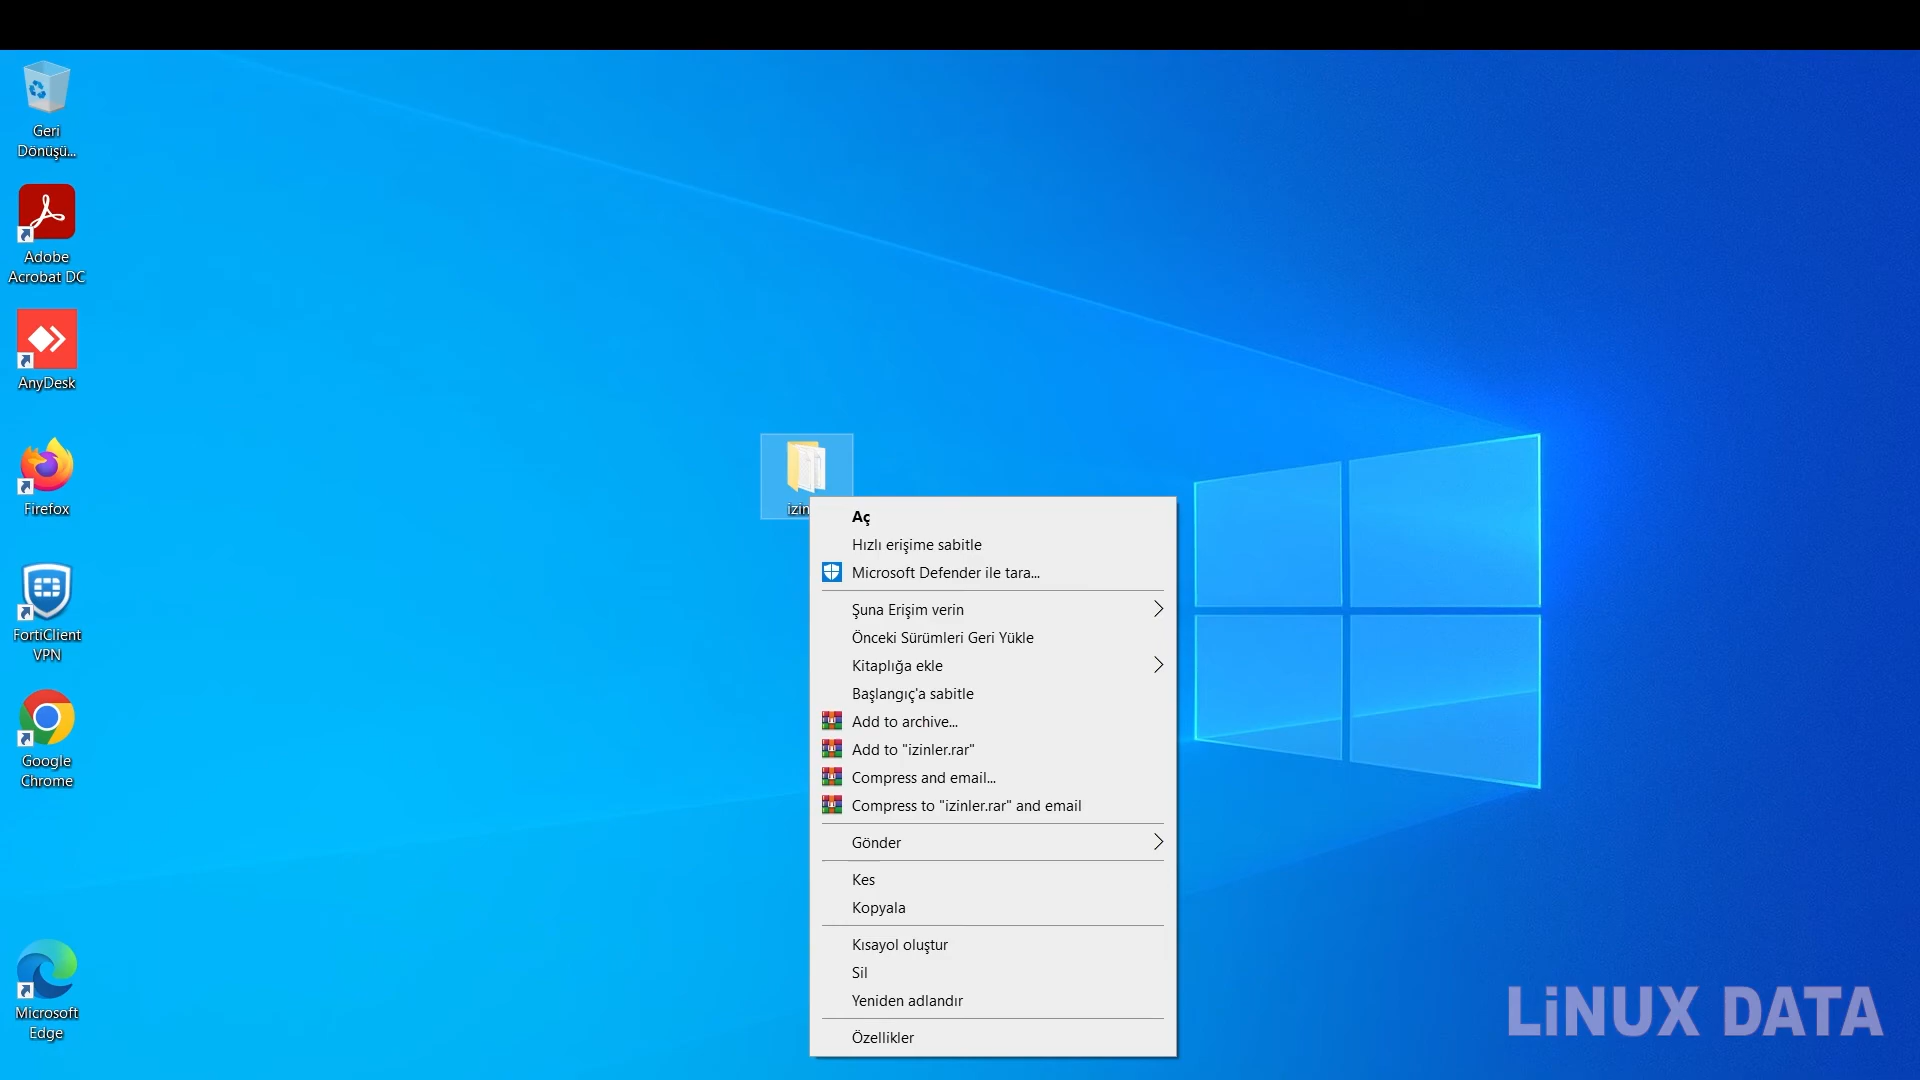 Geri
Dönüşü...
Adobe
Acrobat DC
AnyDesk
Firefox
FortiClient
VPN
Google
Chrome
Microsoft
Edge
izin
Aç
Hızlı erişime sabitle
Microsoft Defender ile tara...
Şuna Erişim verin
Önceki Sürümleri Geri Yükle
Kitaplığa ekle
Başlangıç'a sabitle
Add to archive...
Add to "izinler.rar"
Compress and email...
Compress to "izinler.rar" and email
Gönder
Kes
Kopyala
Kısayol oluştur
Sil
Yeniden adlandır
Özellikler
LiNUX DATA